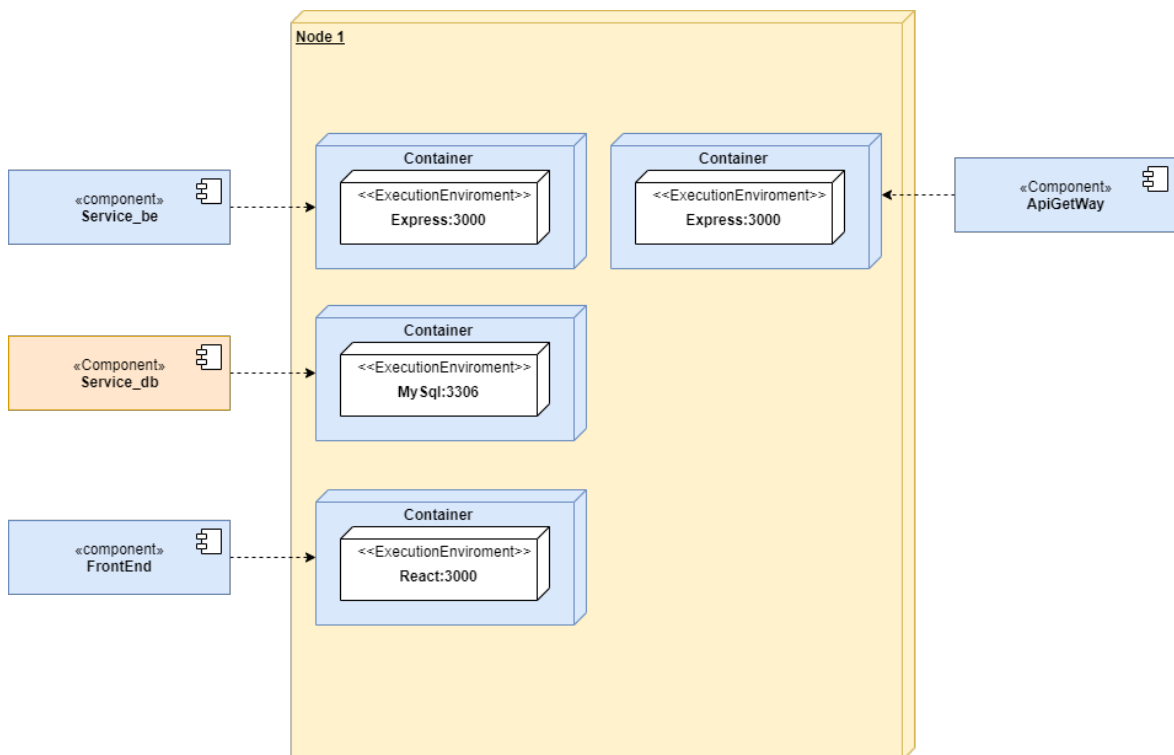 Node 1
Container
<<ExecutionEnviroment>>
Express:3000
Container
<<ExecutionEnviroment>>
Express:3000
«component»
Service_be
«Component»
ApiGetWay
Container
<<ExecutionEnviroment>>
MySql:3306
«Component»
Service_db
Container
<<ExecutionEnviroment>>
React:3000
«component»
FrontEnd